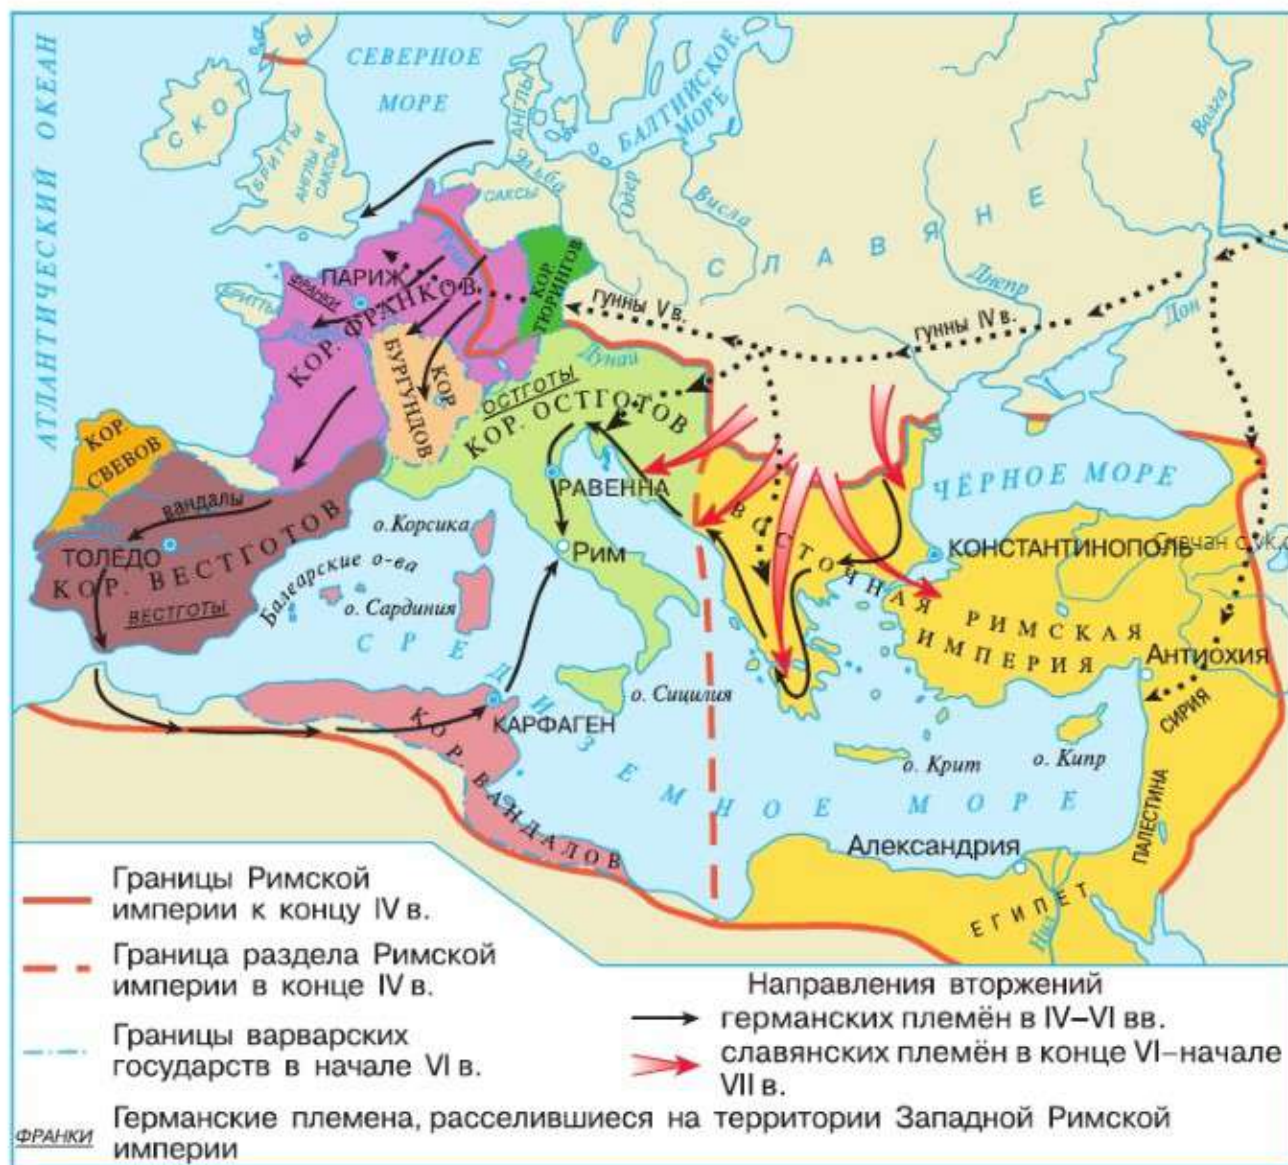 АТЛАНТИЧЕСКИЙ ОКЕАН
СЕВЕРНОЕ
МОРЕ
БАЛТИЙСКОЕ
МОРЕ
Волга
СКО
ТЫ
БРИТТЫ
АНГЛЫ И
САКСЫ
АНГЛЫ
САКСЫ
Эльба
Одер
Висла
СЛАВЯНЕ
Днепр
Дон
Рейн
ПАРИЖ
ФРАНКИ
КОР. ФРАНКОВ
БРИТТЫ
КОР.
ТЮРИНГОВ
гунны V в.
гунны IV в.
Дунай
КОР.
БУРГУНДОВ
ОСТГОТЫ
КОР. ОСТГОТОВ
КОР.
СВЕВОВ
вандалы
ТОЛЕДО
КОР. ВЕСТГОТОВ
ВЕСТГОТЫ
РАВЕННА
Рим
о. Корсика
Балеарские о-ва
о. Сардиния
о. Сицилия
ЧЁРНОЕ МОРЕ
КОНСТАНТИНОПОЛЬ
ВОСТОЧНАЯ
РИМСКАЯ
ИМПЕРИЯ
Антиохия
СИРИЯ
КАРФАГЕН
КОР. ВАНДАЛОВ
СРЕДИЗЕМНОЕ МОРЕ
о. Крит
о. Кипр
ПАЛЕСТИНА
Александрия
ЕГИПЕТ
Нил
Границы Римской
империи к концу IV в.
Граница раздела Римской
империи в конце IV в.
Границы варварских
государств в начале VI в.
Направления вторжений
германских племён в IV–VI вв.
славянских племён в конце VI–начале
VII в.
ФРАНКИ
Германские племена, расселившиеся на территории Западной Римской
империи